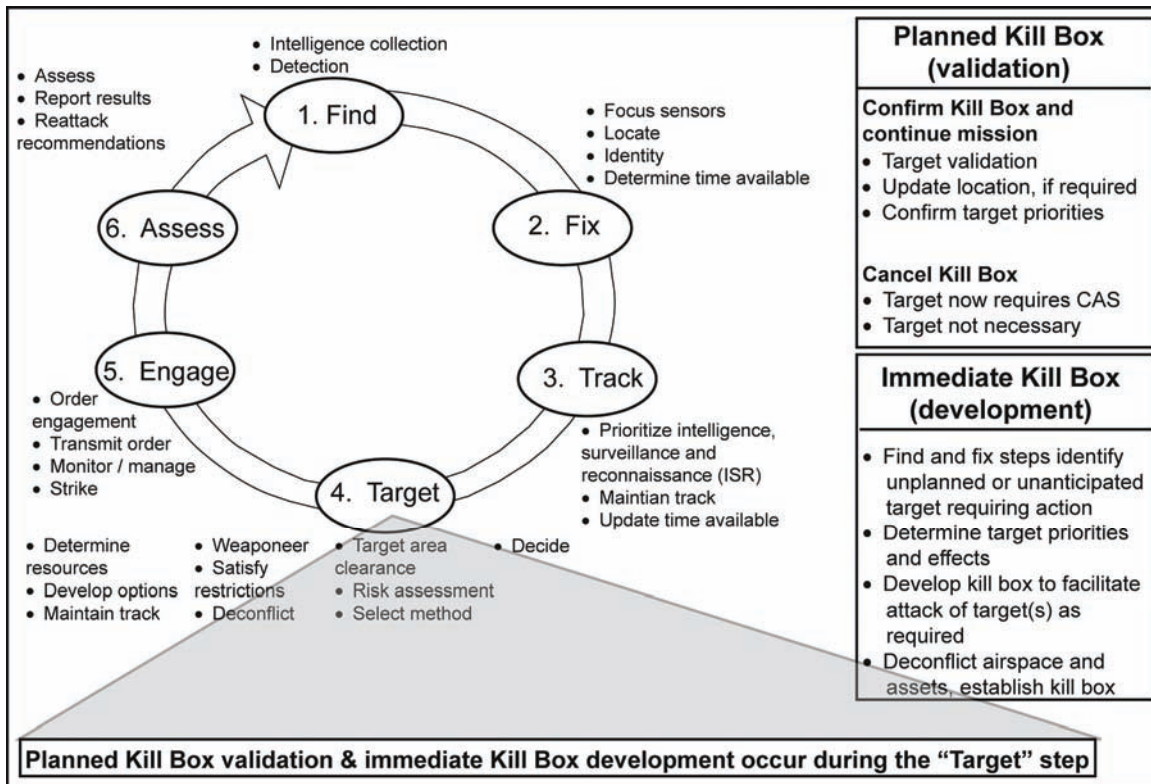 • Intelligence collection
• Detection
1. Find
• Focus sensors
• Locate
• Identity
• Determine time available
2. Fix
3. Track
• Prioritize intelligence,
surveillance and
reconnaissance (ISR)
• Maintian track
• Update time available
4. Target
• Determine
resources
• Develop options
• Maintain track
• Weaponeer
• Satisfy
restrictions
• Deconflict
• Target area
clearance
• Risk assessment
• Select method
• Decide
5. Engage
• Order
engagement
• Transmit order
• Monitor / manage
• Strike
6. Assess
• Assess
• Report results
• Reattack
recommendations
Planned Kill Box
(validation)
Confirm Kill Box and
continue mission
• Target validation
• Update location, if required
• Confirm target priorities
Cancel Kill Box
• Target now requires CAS
• Target not necessary
Immediate Kill Box
(development)
• Find and fix steps identify
unplanned or unanticipated
target requiring action
• Determine target priorities
and effects
• Develop kill box to facilitate
attack of target(s) as
required
• Deconflict airspace and
assets, establish kill box
Planned Kill Box validation & immediate Kill Box development occur during the “Target” step